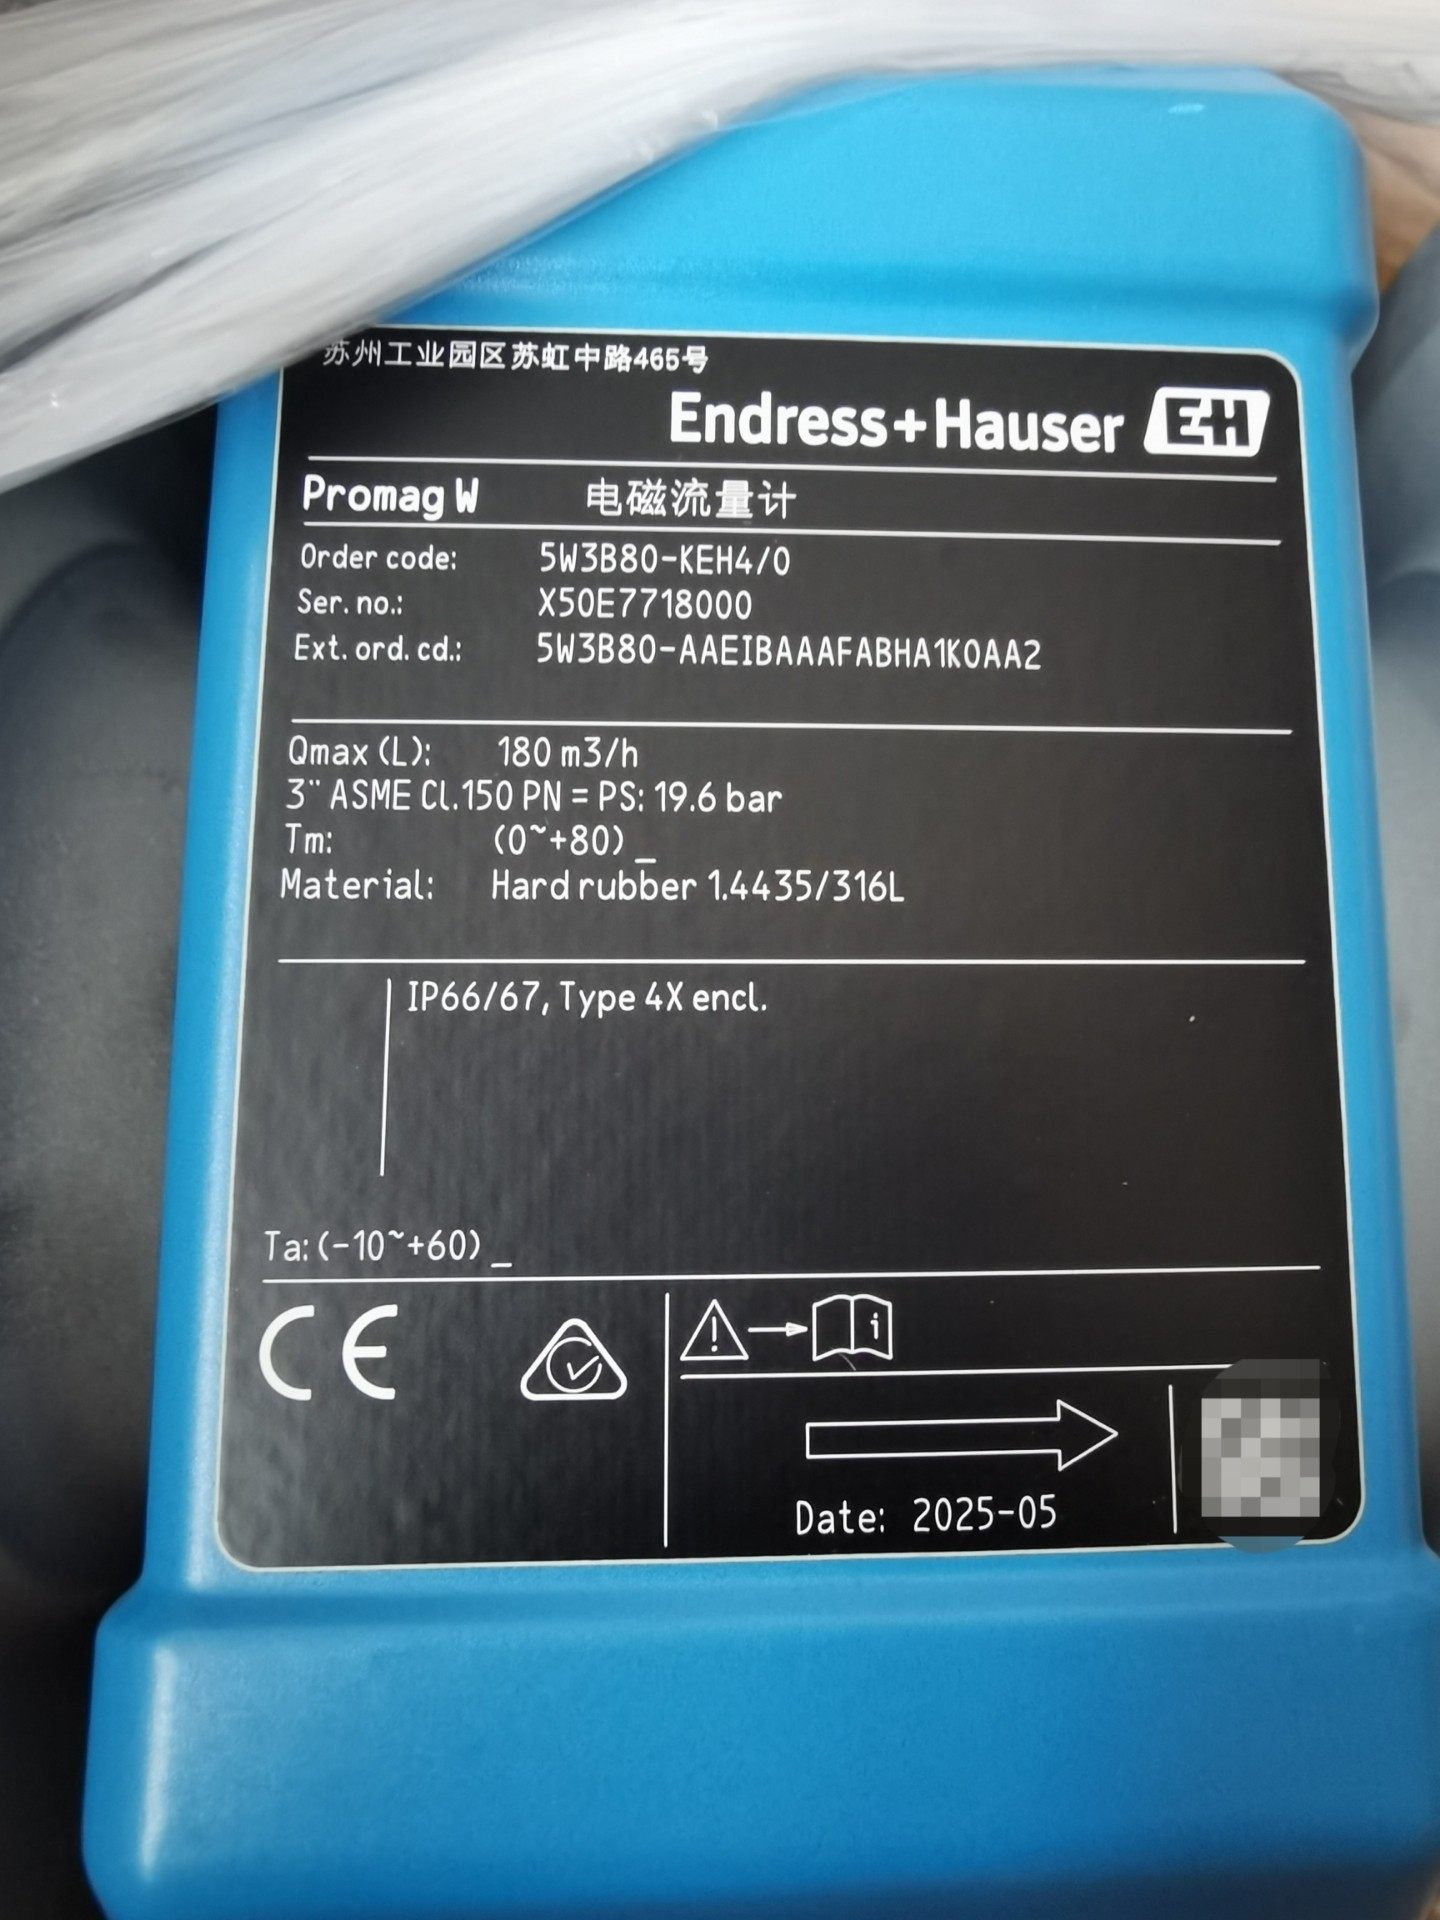 苏州工业园区苏虹中路465号
Endress+Hauser EH
Promag W 电磁流量计
Order code: 5W3B80-KEH4/0
Ser. no.: X50E7718000
Ext. ord. cd.: 5W3B80-AAEIBAAAFABHA1K0AA2
Qmax (L): 180 m3/h
3" ASME Cl.150 PN = PS: 19.6 bar
Tm: (0~+80)_
Material: Hard rubber 1.4435/316L
IP66/67, Type 4X encl.
Ta: (-10~+60)_
CE
i
Date: 2025-05